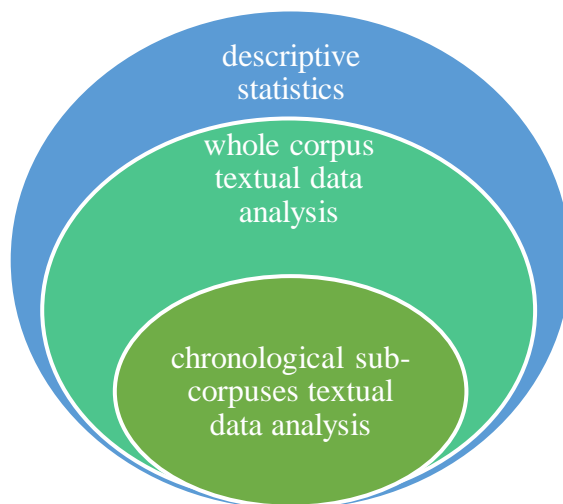 descriptive
statistics
whole corpus
textual data
analysis
chronological sub-
corpuses textual
data analysis